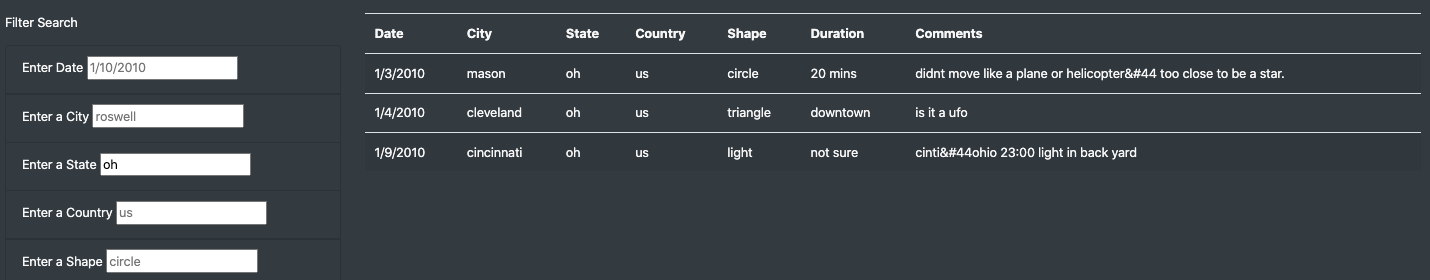 Filter Search
Enter Date 1/10/2010
Enter a City roswell
Enter a State oh
Enter a Country us
Enter a Shape circle
Date City State Country Shape Duration Comments
1/3/2010 mason oh us circle 20 mins didnt move like a plane or helicopter&#44 too close to be a star.
1/4/2010 cleveland oh us triangle downtown is it a ufo
1/9/2010 cincinnati oh us light not sure cinti&#44ohio 23:00 light in back yard